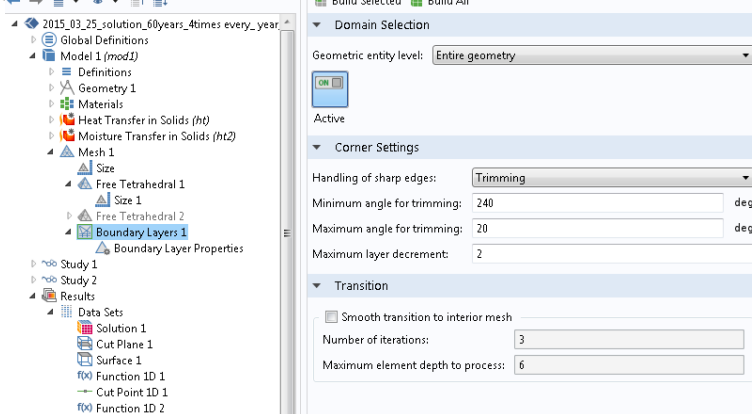 Build Selected Build All
2015_03_25_solution_60years_4times every_ year
Global Definitions
Model 1 (mod1)
Definitions
Geometry 1
Materials
Heat Transfer in Solids (ht)
Moisture Transfer in Solids (ht2)
Mesh 1
Size
Free Tetrahedral 1
Size 1
Free Tetrahedral 2
Boundary Layers 1
Boundary Layer Properties
Study 1
Study 2
Results
Data Sets
Solution 1
Cut Plane 1
Surface 1
f(x) Function 1D 1
Cut Point 1D 1
f(x) Function 1D 2
Domain Selection
Geometric entity level: Entire geometry
ON
Active
Corner Settings
Handling of sharp edges: Trimming
Minimum angle for trimming: 240 deg
Maximum angle for trimming: 20 deg
Maximum layer decrement: 2
Transition
Smooth transition to interior mesh
Number of iterations: 3
Maximum element depth to process: 6